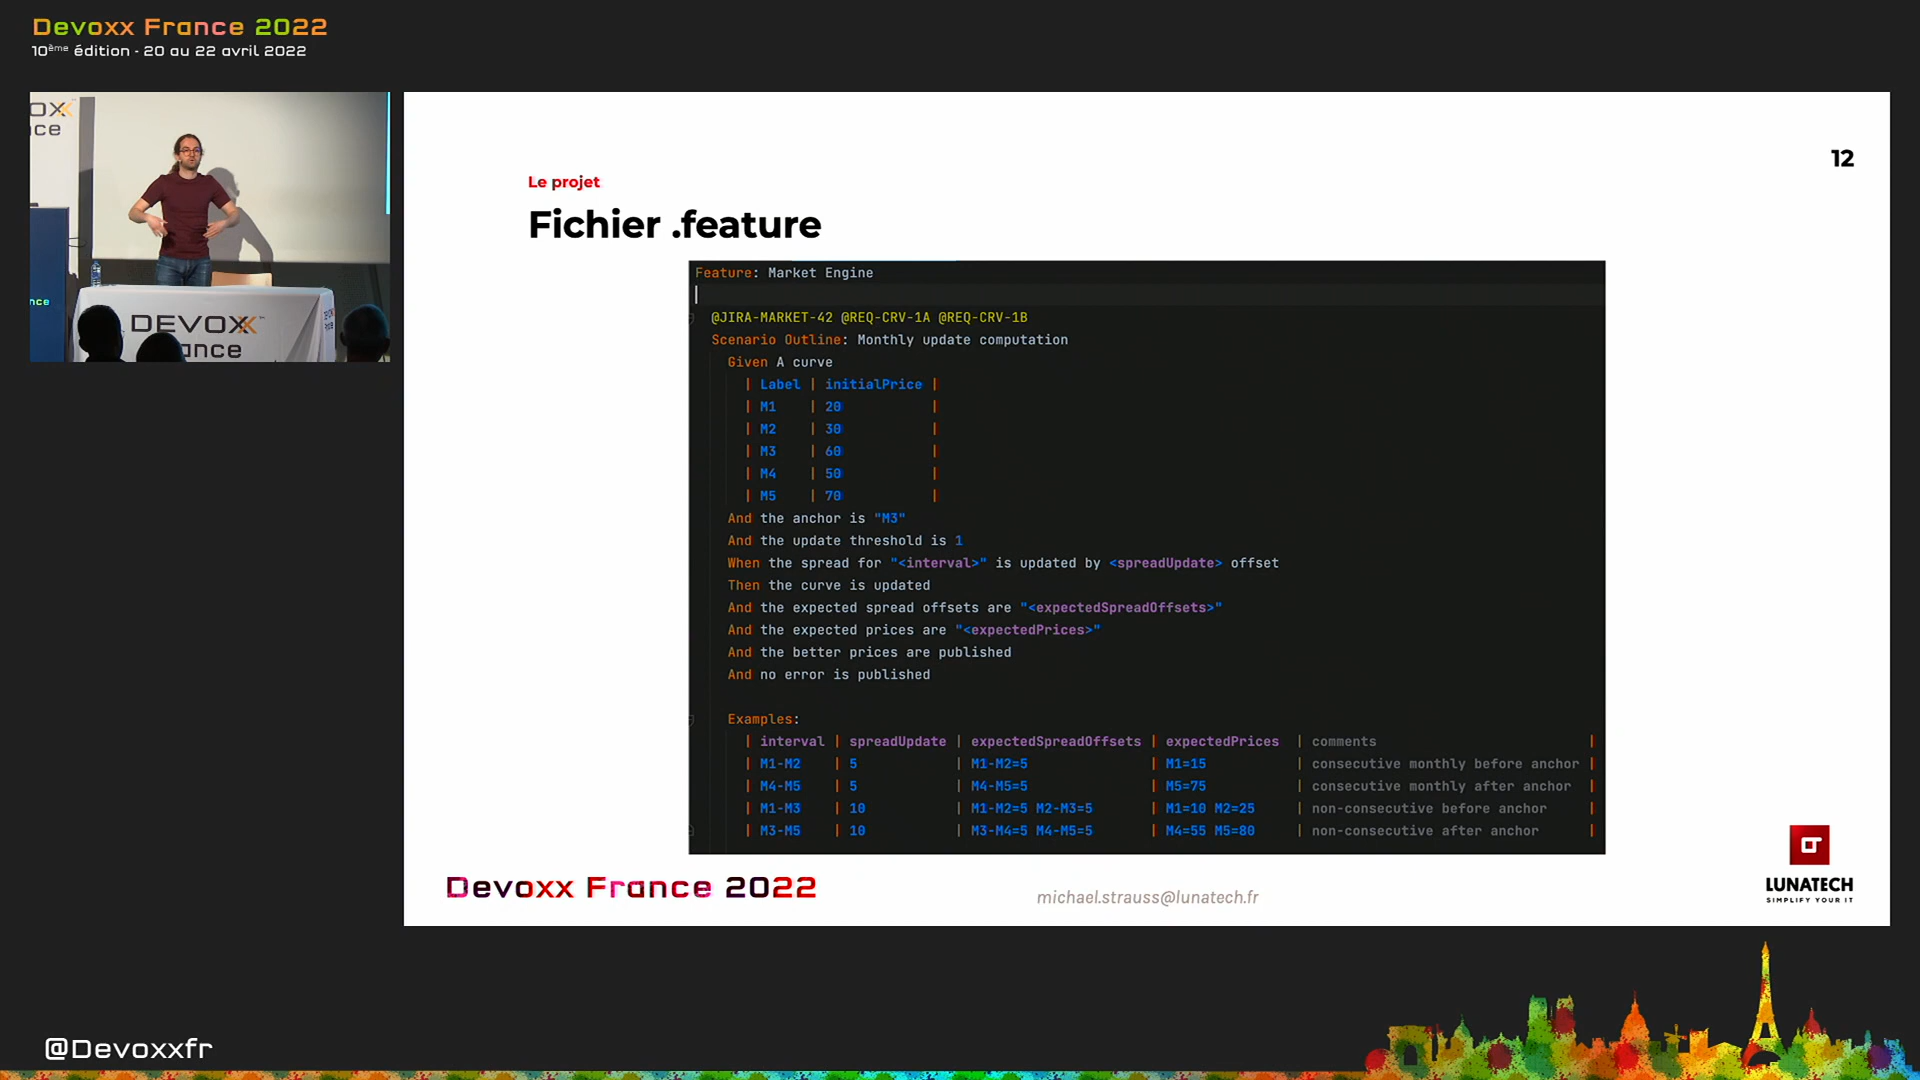 Devoxx France 2022
10ème édition - 20 au 22 avril 2022
OXX
ice
nce
DEVOXX
France
12
Le projet
Fichier .feature
Feature: Market Engine
@JIRA-MARKET-42 @REQ-CRV-1A @REQ-CRV-1B
Scenario Outline: Monthly update computation
Given A curve
| Label | initialPrice |
| M1 | 20 |
| M2 | 30 |
| M3 | 60 |
| M4 | 50 |
| M5 | 70 |
And the anchor is "M3"
And the update threshold is 1
When the spread for "<interval>" is updated by <spreadUpdate> offset
Then the curve is updated
And the expected spread offsets are "<expectedSpreadOffsets>"
And the expected prices are "<expectedPrices>"
And the better prices are published
And no error is published
Examples:
| interval | spreadUpdate | expectedSpreadOffsets | expectedPrices | comments |
| M1-M2 | 5 | M1-M2=5 | M1=15 | consecutive monthly before anchor |
| M4-M5 | 5 | M4-M5=5 | M5=75 | consecutive monthly after anchor |
| M1-M3 | 10 | M1-M2=5 M2-M3=5 | M1=10 M2=25 | non-consecutive before anchor |
| M3-M5 | 10 | M3-M4=5 M4-M5=5 | M4=55 M5=80 | non-consecutive after anchor |
Devoxx France 2022
michael.strauss@lunatech.fr
LUNATECH
SIMPLIFY YOUR IT
@Devoxxfr